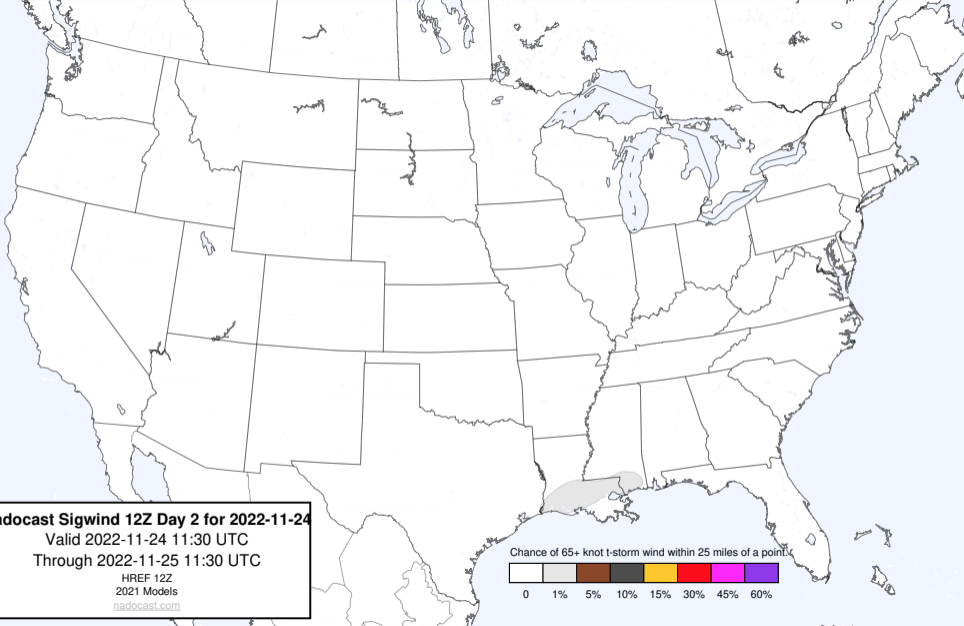 adocast Sigwind 12Z Day 2 for 2022-11-24
Valid 2022-11-24 11:30 UTC
Through 2022-11-25 11:30 UTC
HREF 12Z
2021 Models
nadocast.com
Chance of 65+ knot t-storm wind within 25 miles of a point.
0 1% 5% 10% 15% 30% 45% 60%